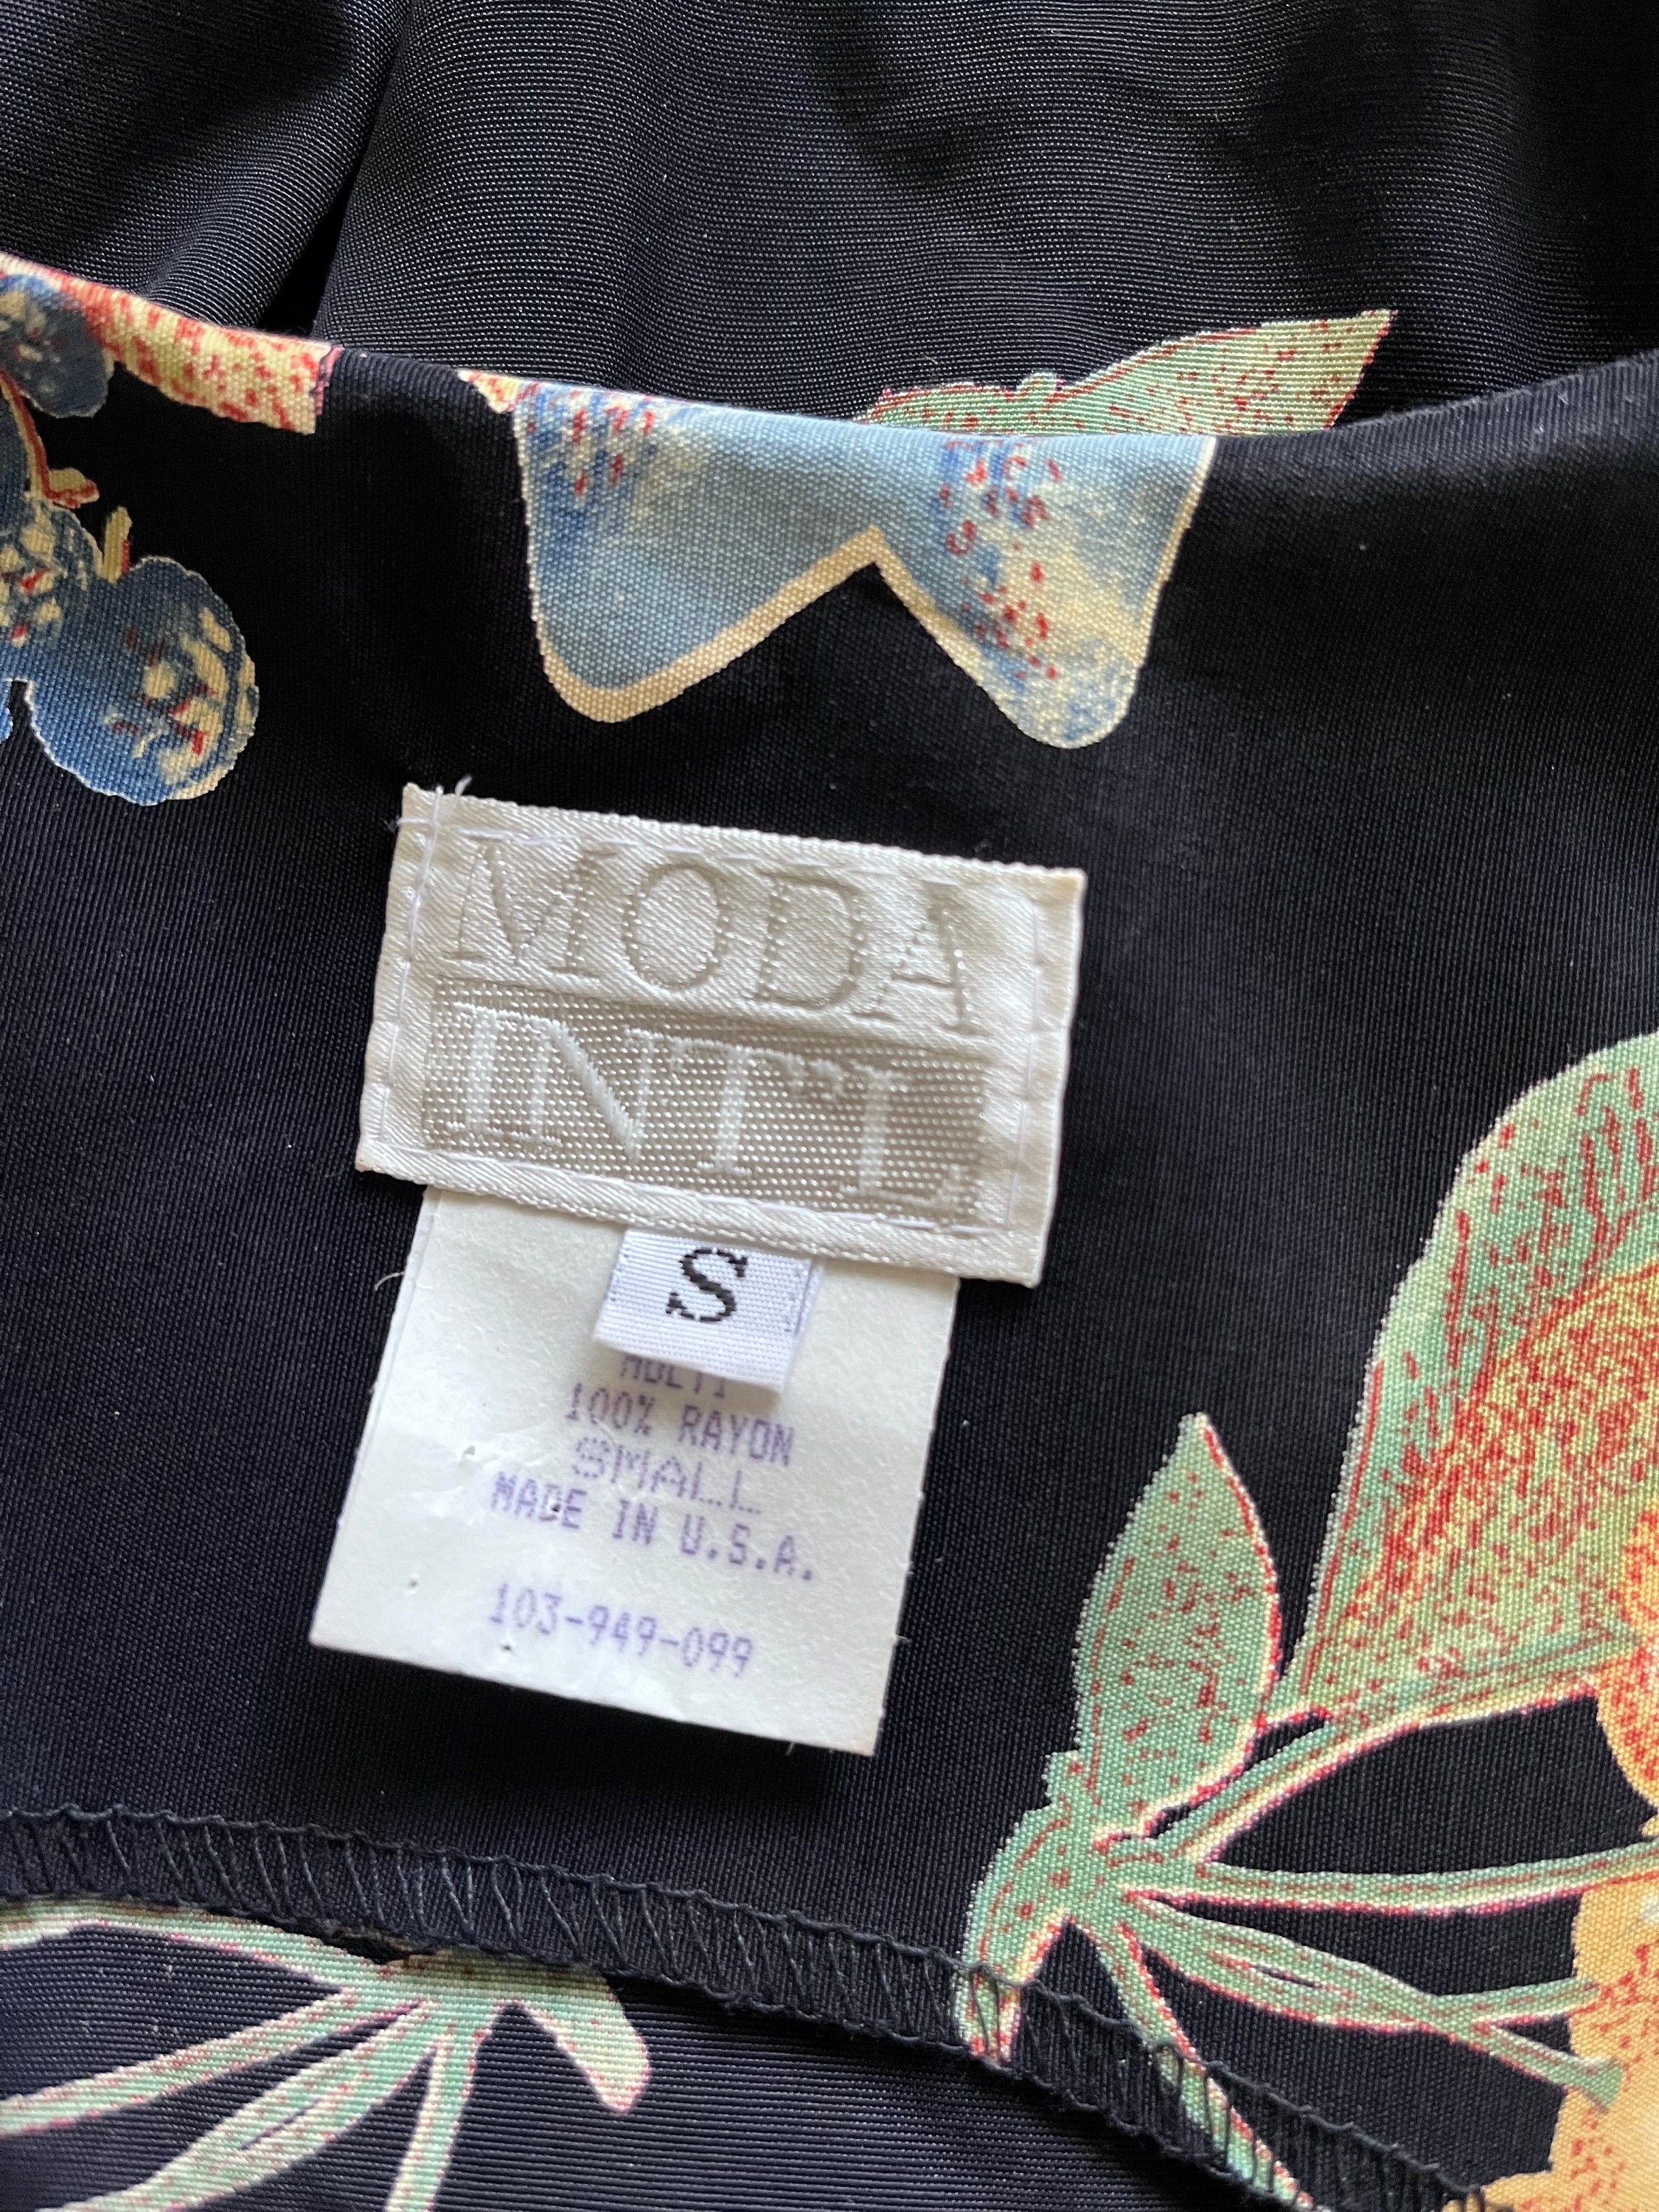 MODA
INT'L
S
MULTI
100% RAYON
SMALL
MADE IN U.S.A.
103-949-099